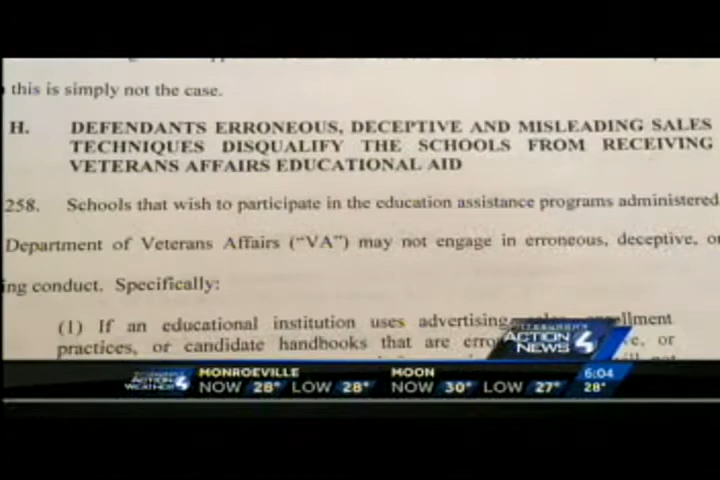 this is simply not the case.
H. DEFENDANTS ERRONEOUS, DECEPTIVE AND MISLEADING SALES
TECHNIQUES DISQUALIFY THE SCHOOLS FROM RECEIVING
VETERANS AFFAIRS EDUCATIONAL AID
258. Schools that wish to participate in the education assistance programs administered
Department of Veterans Affairs (“VA”) may not engage in erroneous, deceptive, or
ing conduct. Specifically:
(1) If an educational institution uses advertising
practices, or candidate handbooks that are or
PITTSBURGH'S
ACTION
NEWS 4
PITTSBURGH'S
ACTION
WEATHER 4
MONROEVILLE
NOW 28° LOW 28°
MOON
NOW 30° LOW 27°
6:04
28°